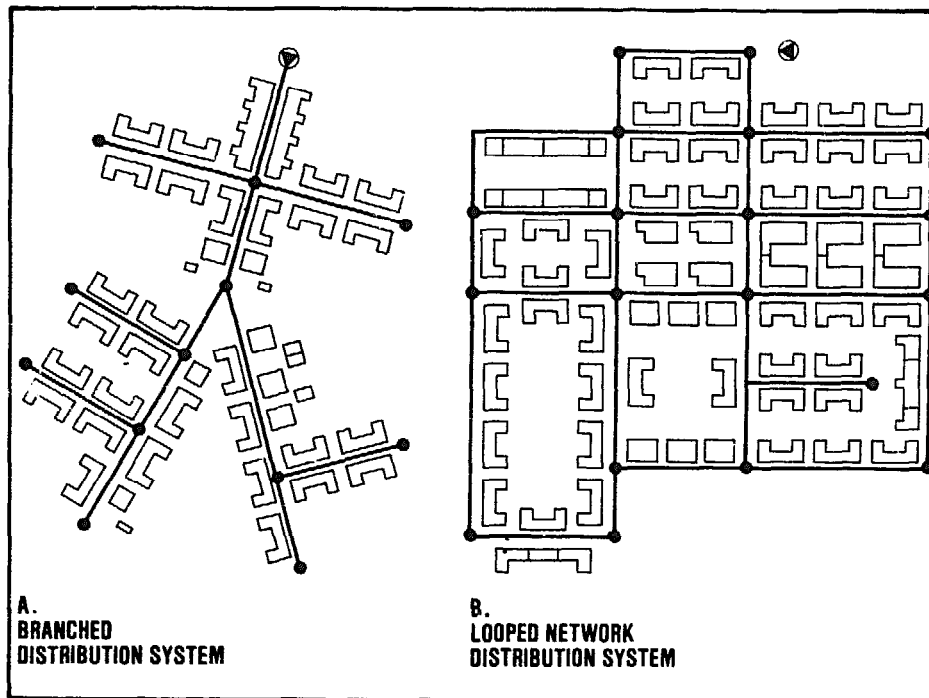 A.
BRANCHED
DISTRIBUTION SYSTEM
B.
LOOPED NETWORK
DISTRIBUTION SYSTEM